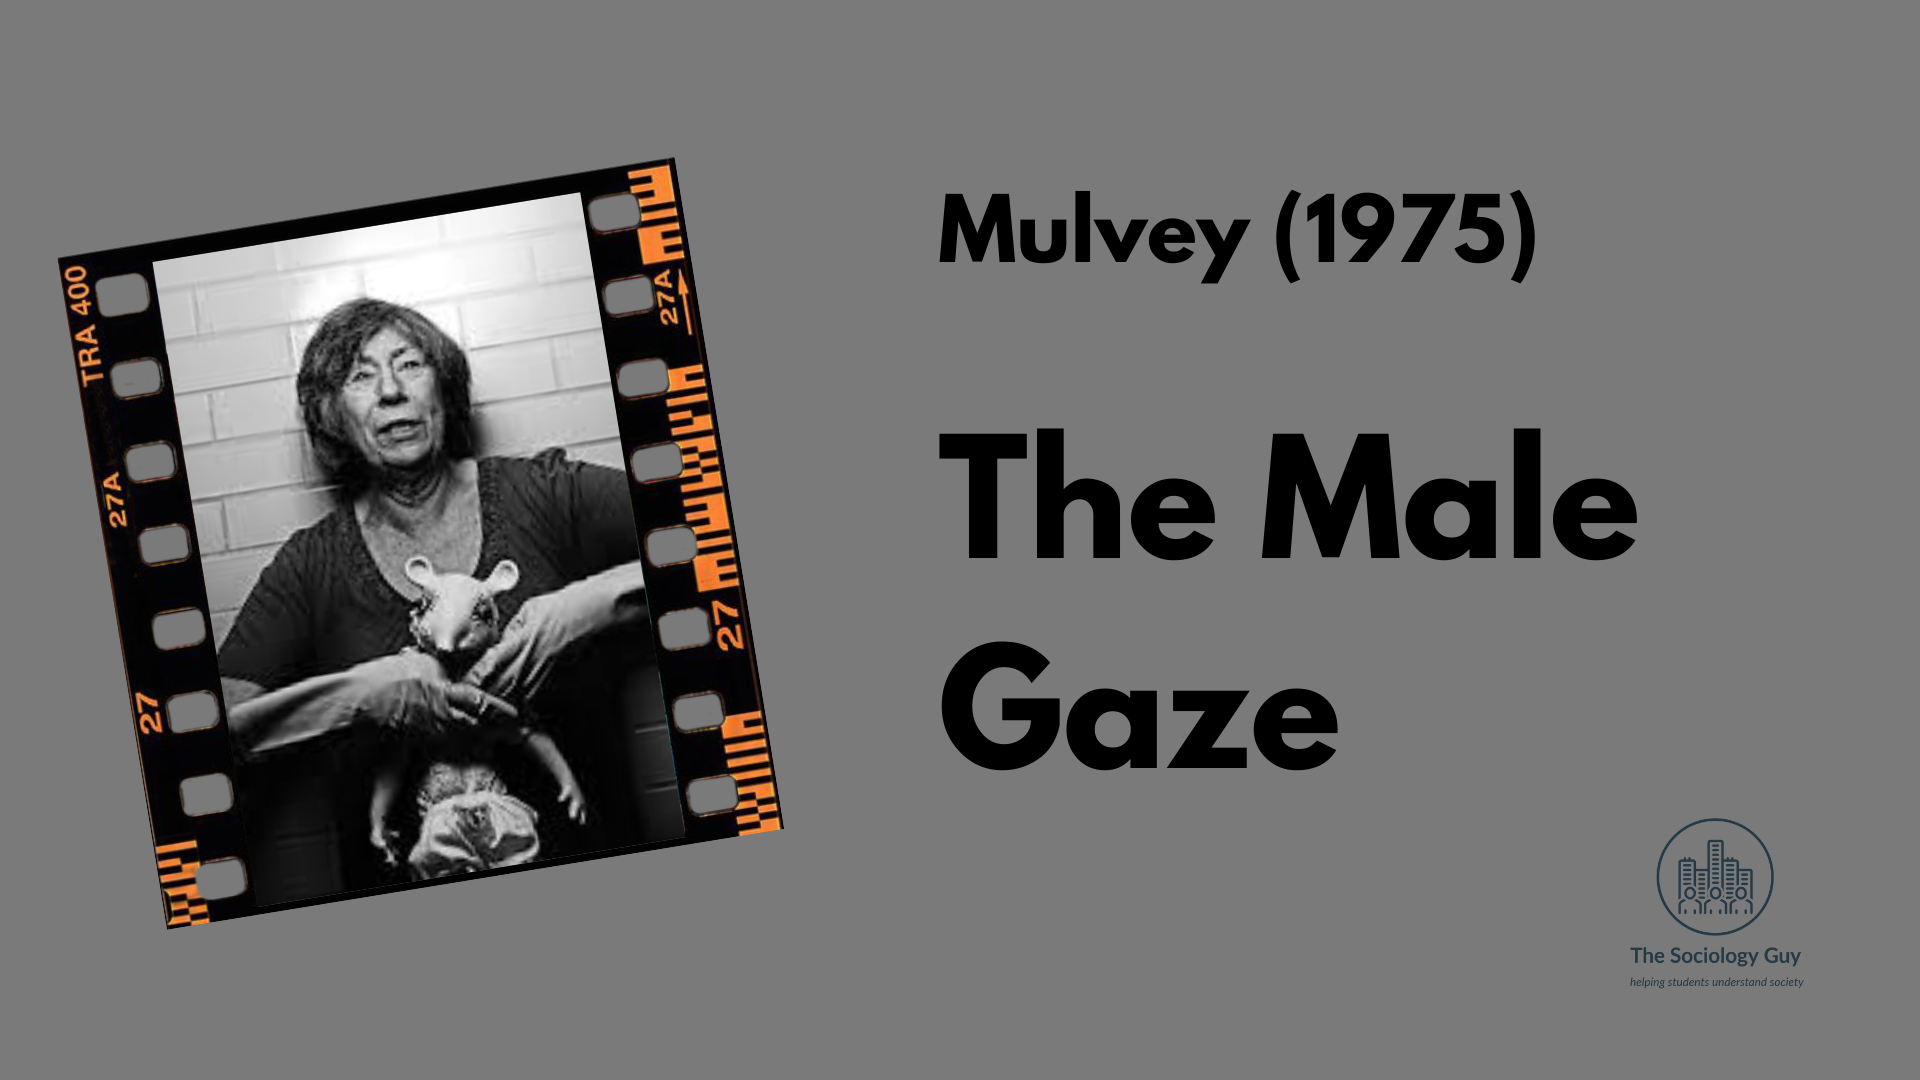 TRA 400
27A
27
27A
27
Mulvey (1975)
The Male
Gaze
The Sociology Guy
helping students understand society